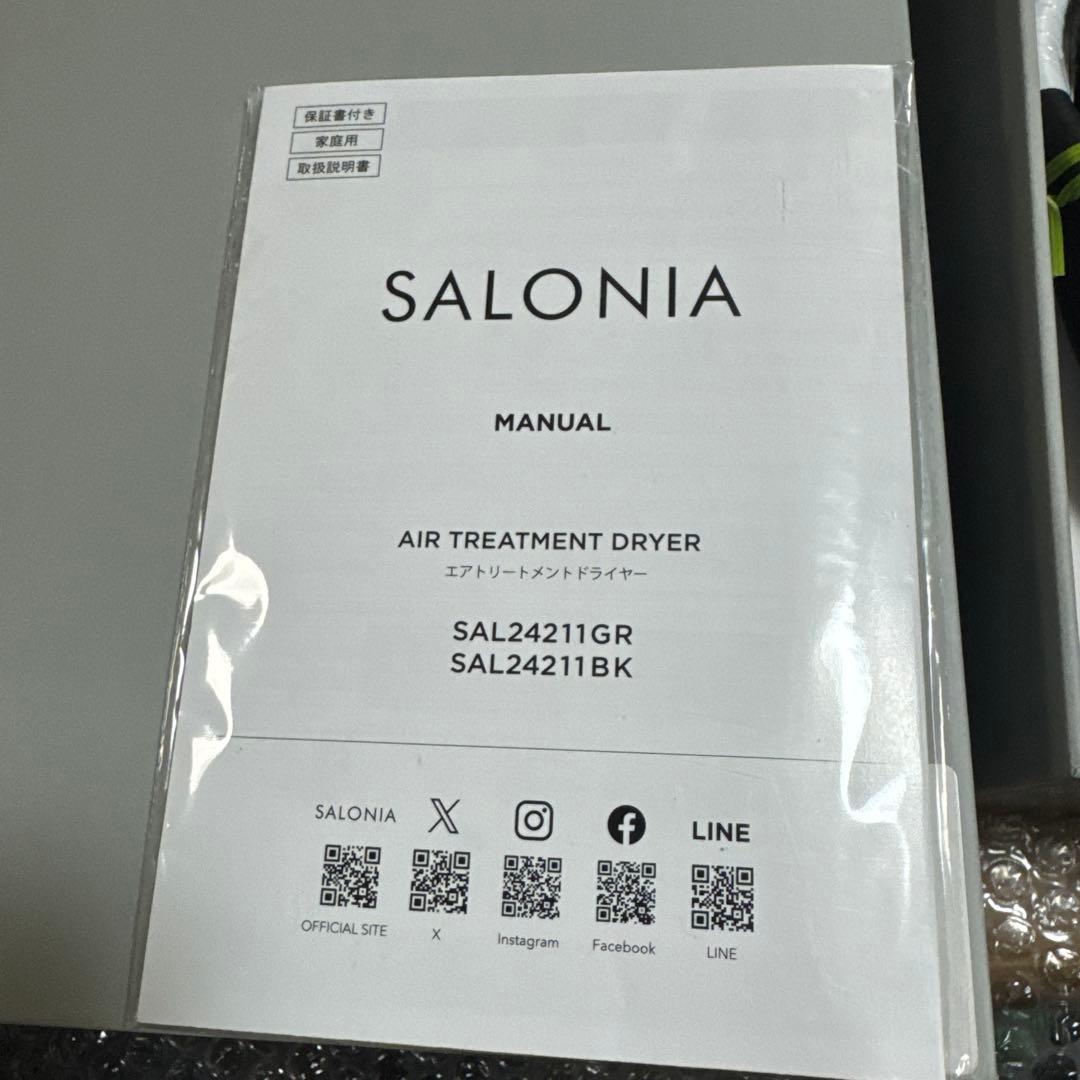 保証書付き
家庭用
取扱説明書
SALONIA
MANUAL
AIR TREATMENT DRYER
エアトリートメントドライヤー
SAL24211GR
SAL24211BK
SALONIA
LINE
OFFICIAL SITE
X
Instagram
Facebook
LINE